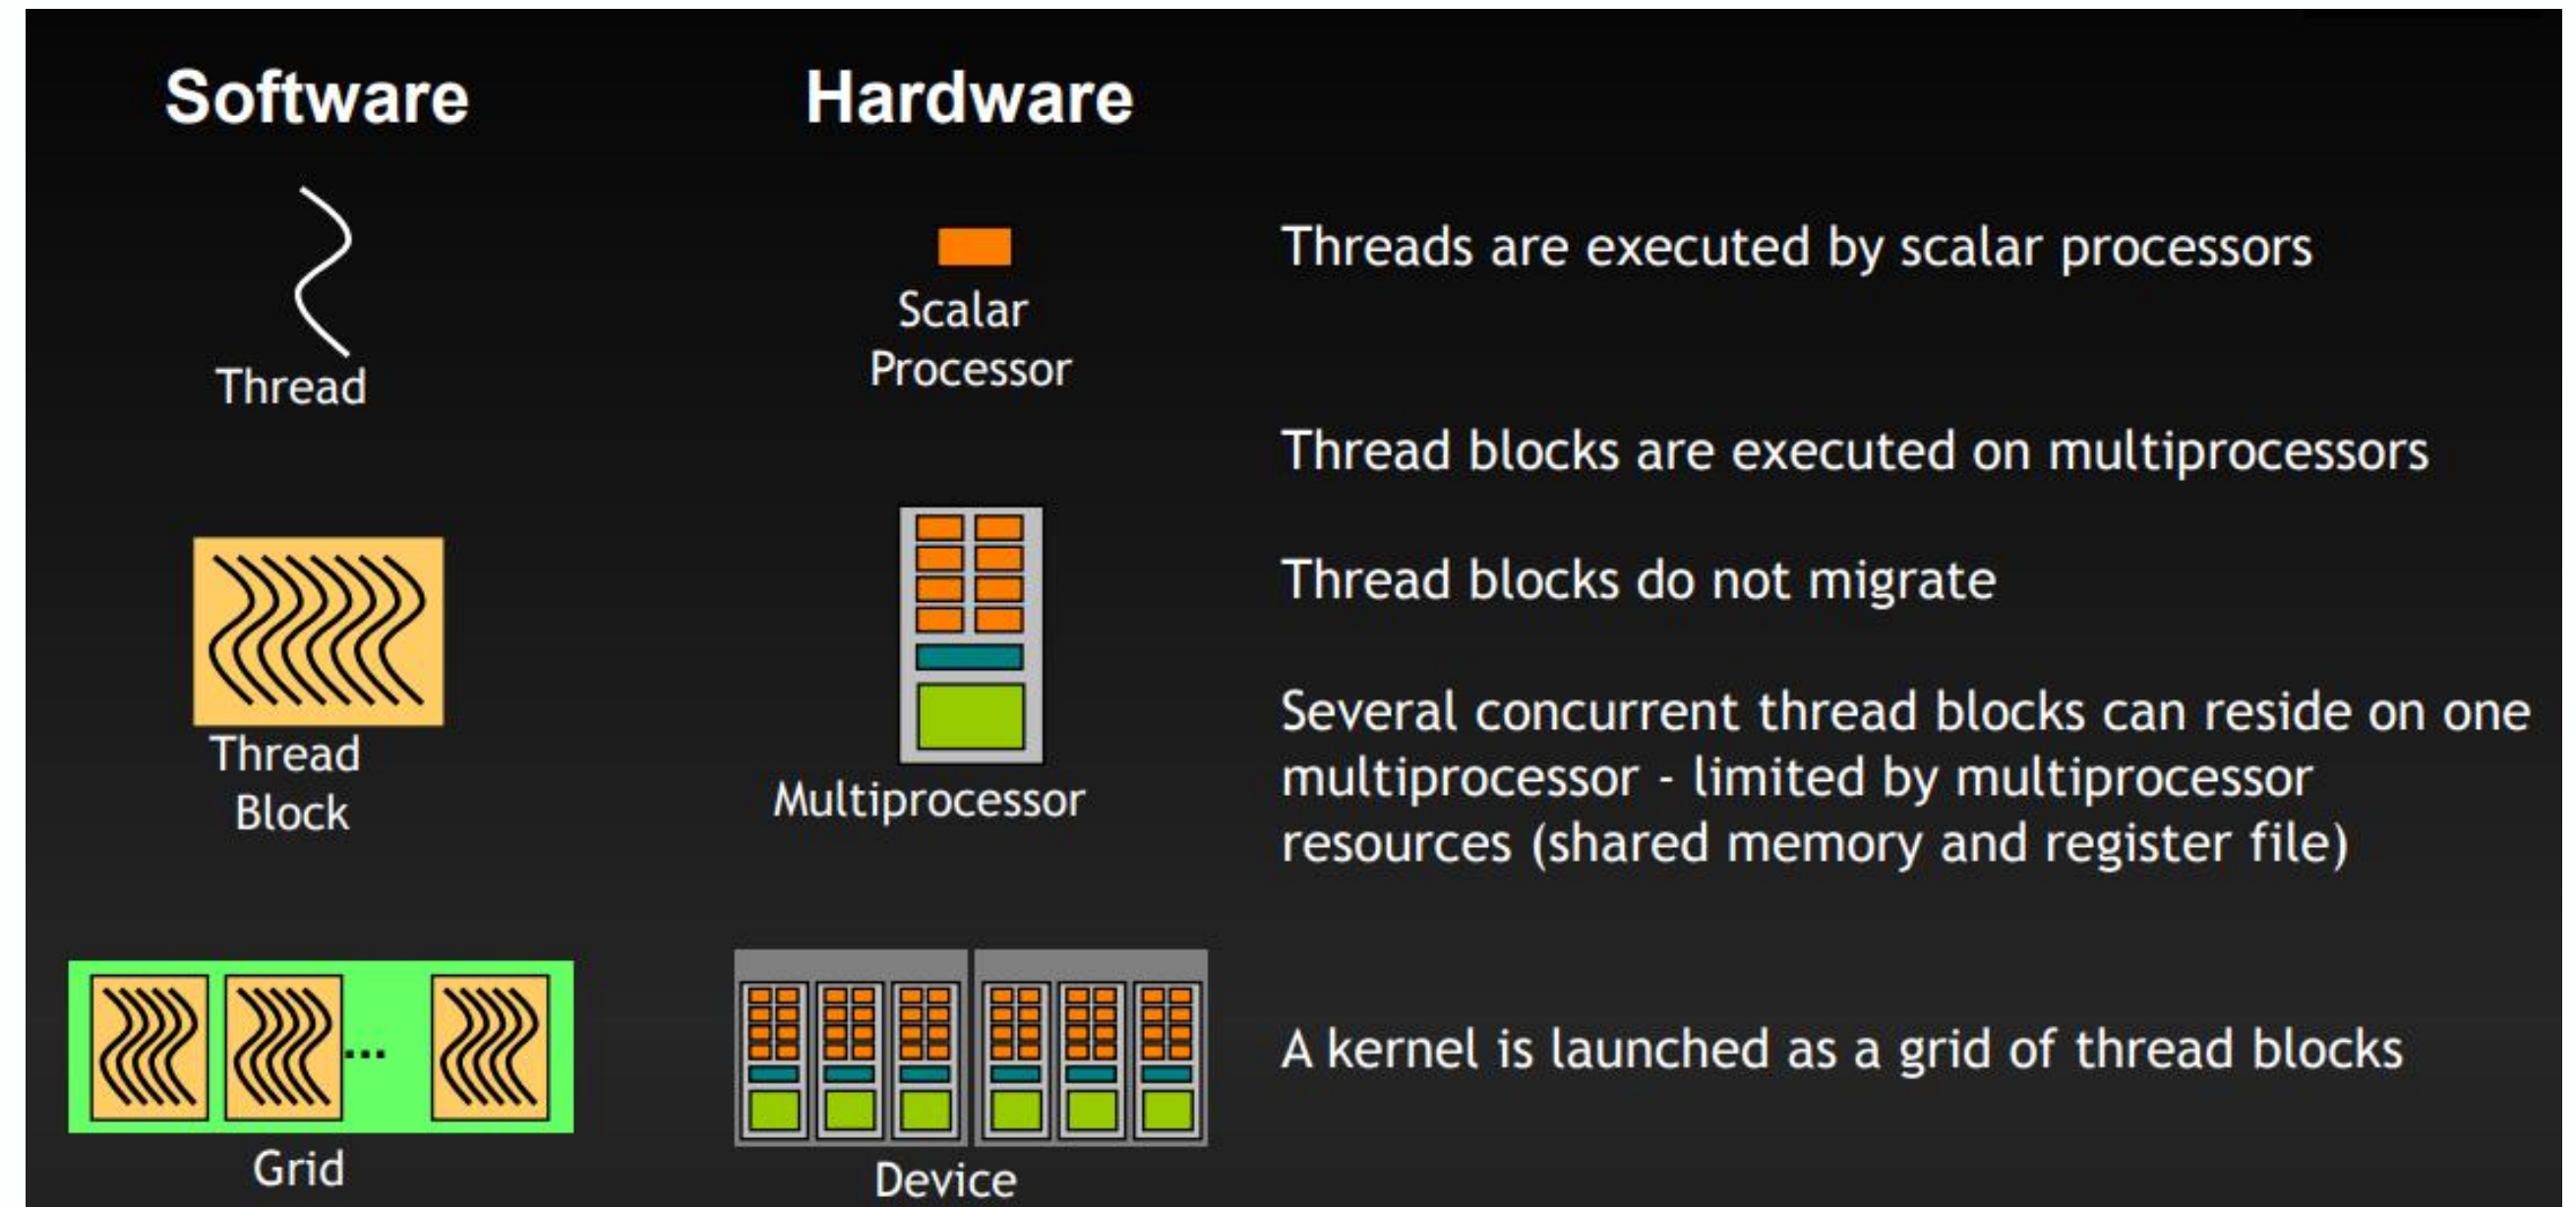 Software
Hardware
Thread
Scalar
Processor
Threads are executed by scalar processors
Thread
Block
Multiprocessor
Thread blocks are executed on multiprocessors
Thread blocks do not migrate
Several concurrent thread blocks can reside on one
multiprocessor - limited by multiprocessor
resources (shared memory and register file)
...
Grid
Device
A kernel is launched as a grid of thread blocks